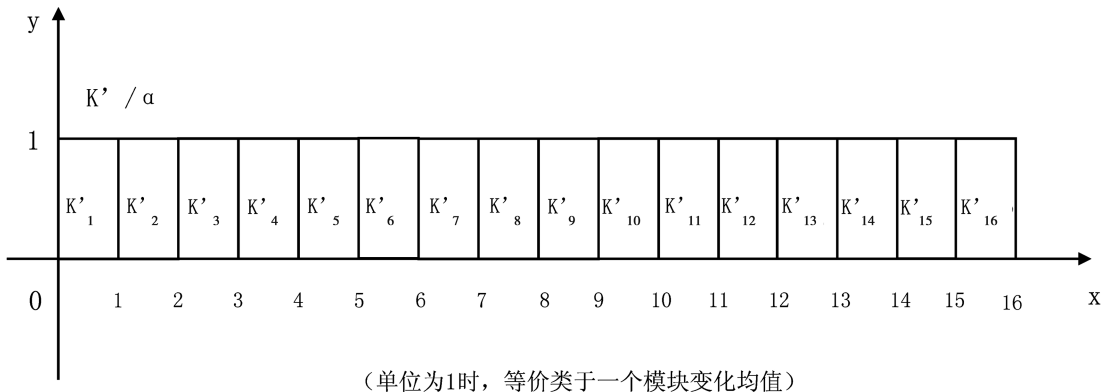 y
K’ /α
1
K’₁ K’₂ K’₃ K’₄ K’₅ K’₆ K’₇ K’₈ K’₉ K’₁₀ K’₁₁ K’₁₂ K’₁₃ K’₁₄ K’₁₅ K’₁₆
0 1 2 3 4 5 6 7 8 9 10 11 12 13 14 15 16 x
（单位为1时，等价类于一个模块变化均值）